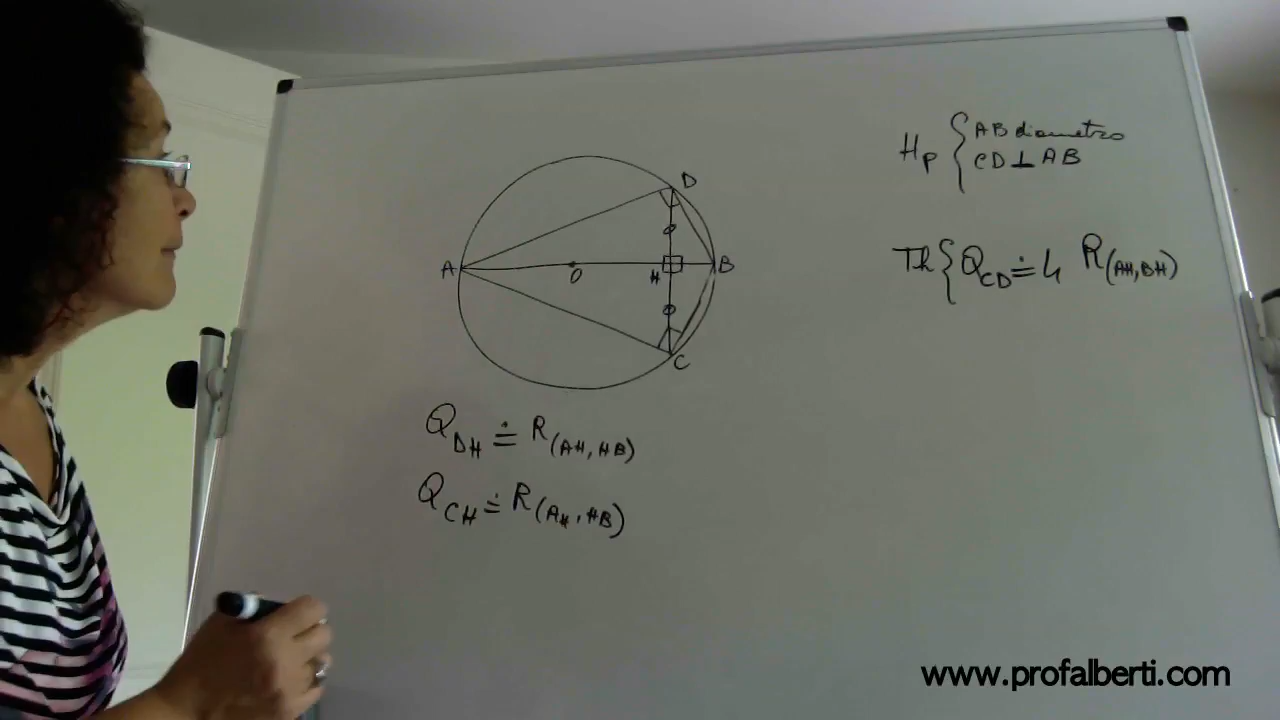 Hp { AB diametro
CD ⊥ AB
D
A
O
H
B
C
Th { Q_CD ≐ 4 R_(AH, BH)
Q_DH ≐ R_(AH, HB)
Q_CH ≐ R_(AH, HB)
www.profalberti.com